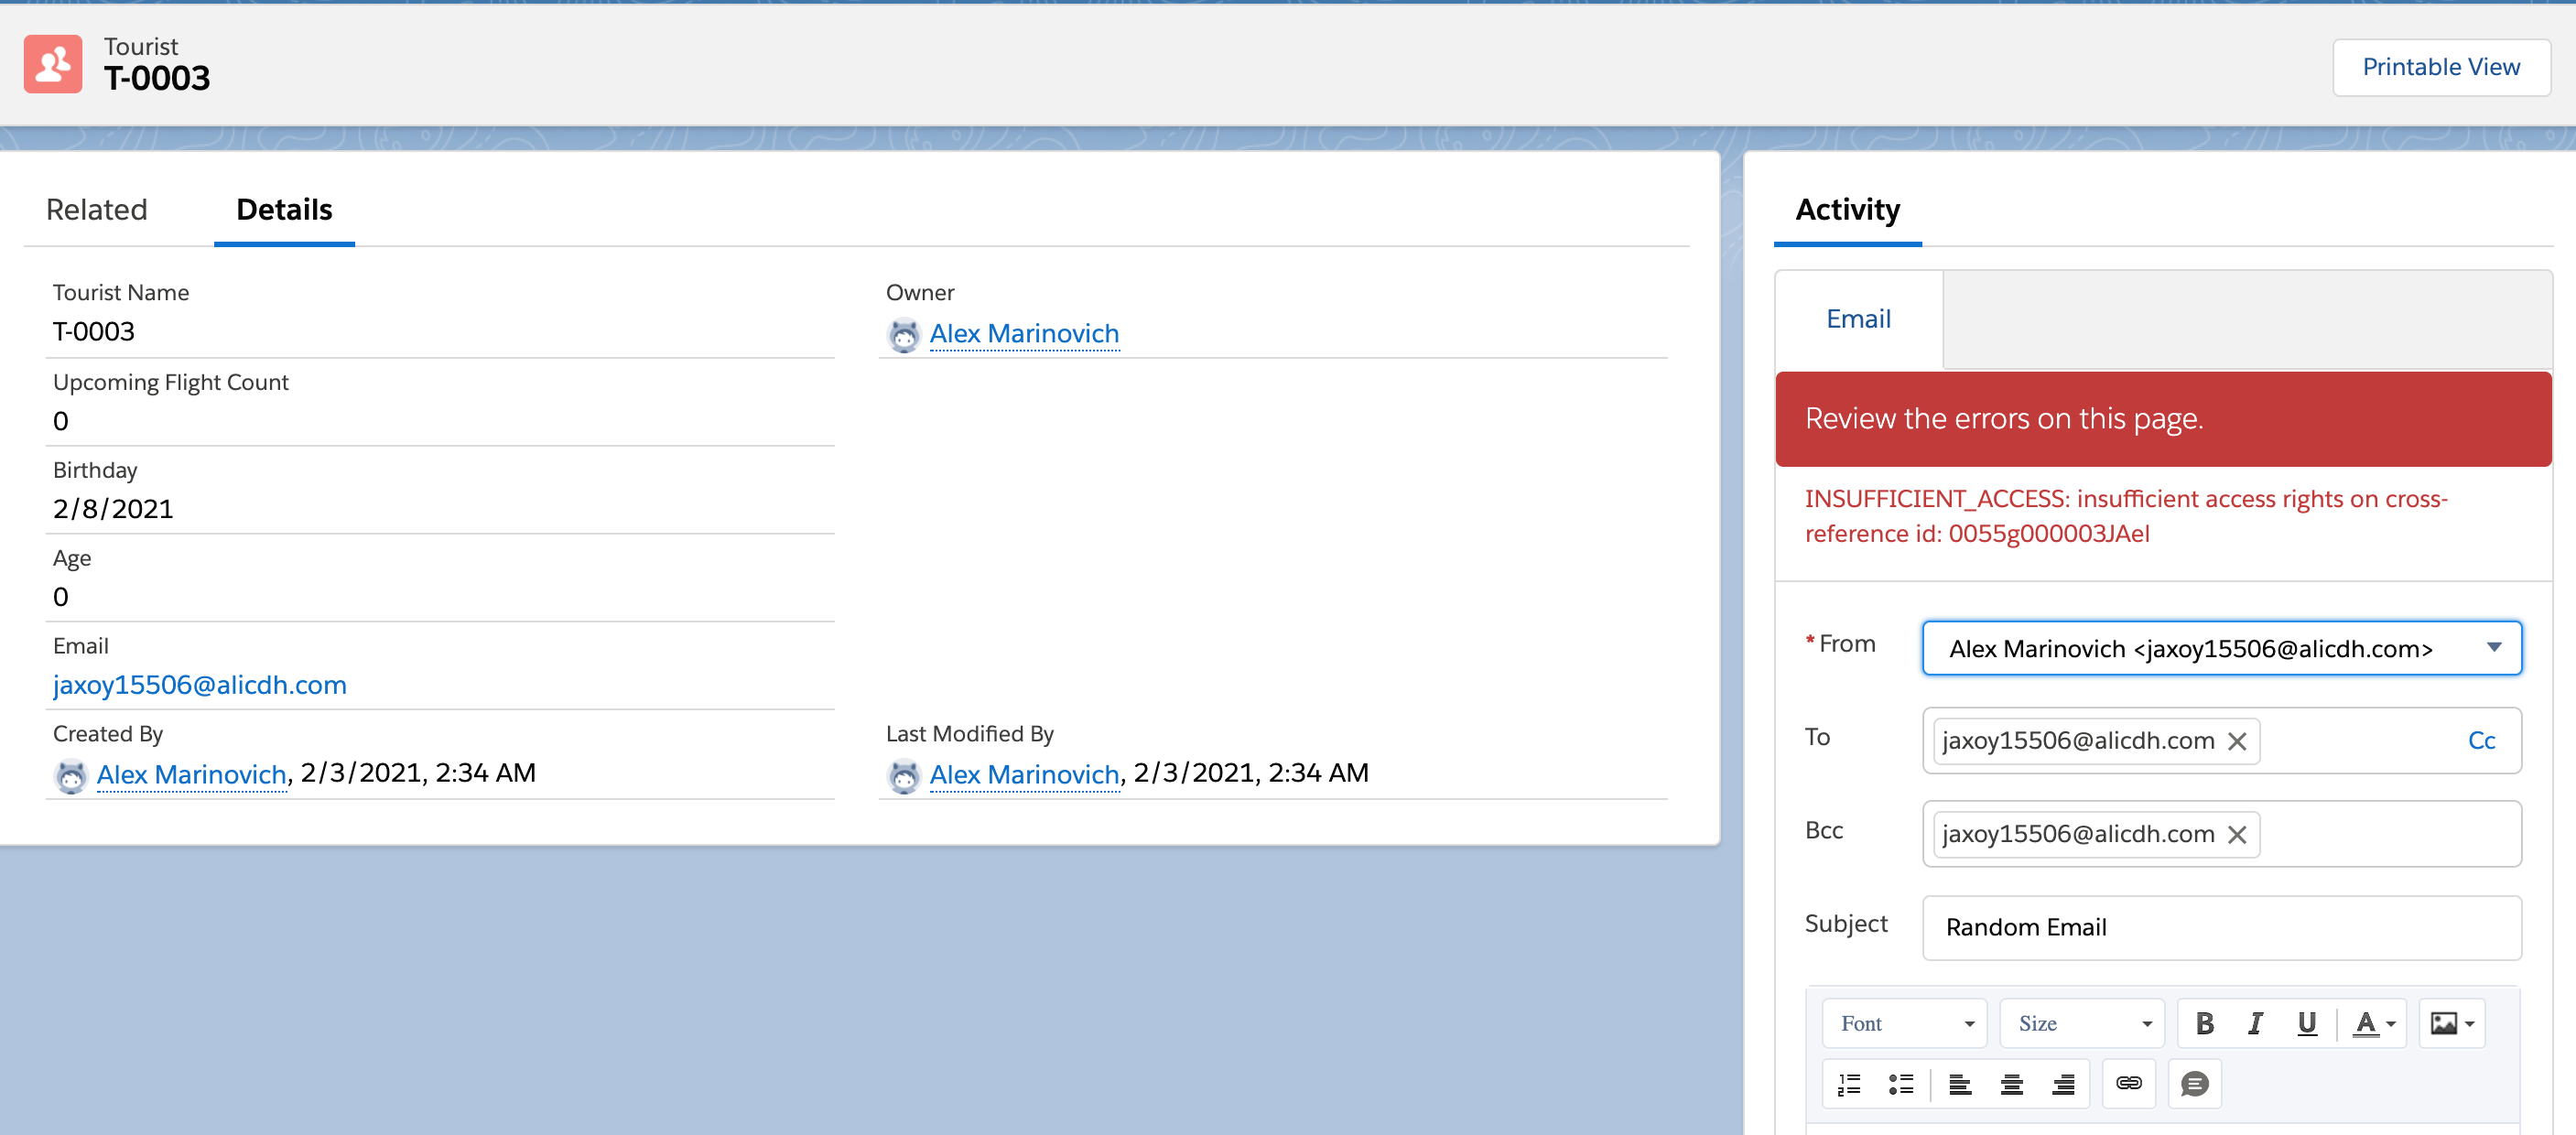 Tourist
T-0003
Printable View
Related
Details
Tourist Name
T-0003
Owner
Alex Marinovich
Upcoming Flight Count
0
Birthday
2/8/2021
Age
0
Email
jaxoy15506@alicdh.com
Created By
Alex Marinovich, 2/3/2021, 2:34 AM
Last Modified By
Alex Marinovich, 2/3/2021, 2:34 AM
Activity
Email
Review the errors on this page.
INSUFFICIENT_ACCESS: insufficient access rights on cross-
reference id: 0055g000003JAel
*From
Alex Marinovich <jaxoy15506@alicdh.com>
To
jaxoy15506@alicdh.com
Cc
Bcc
jaxoy15506@alicdh.com
Subject
Random Email
Font
Size
B I U A